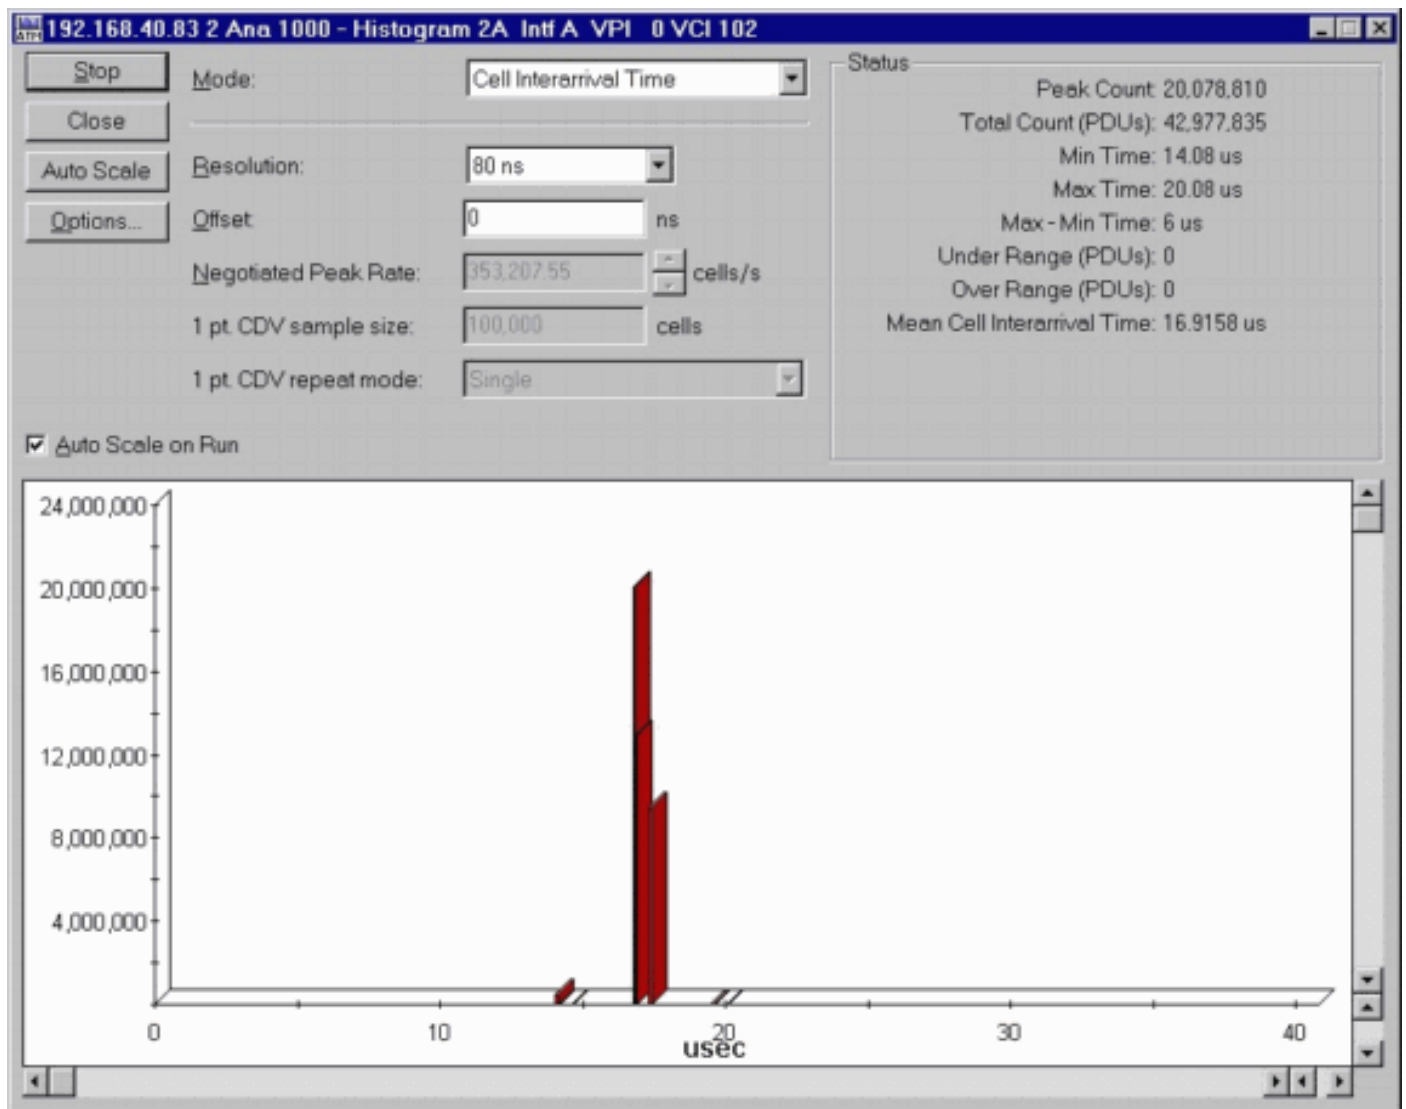 192.168.40.83 2 Ana 1000 - Histogram 2A Intf A VPI 0 VCI 102
Stop
Close
Auto Scale
Options...
Mode: Cell Interarrival Time
Resolution: 80 ns
Offset: 0 ns
Negotiated Peak Rate: 353,207.55 cells/s
1 pt. CDV sample size: 100,000 cells
1 pt. CDV repeat mode: Single
Auto Scale on Run
Status
Peak Count: 20,078,810
Total Count (PDUs): 42,977,835
Min Time: 14.08 us
Max Time: 20.08 us
Max - Min Time: 6 us
Under Range (PDUs): 0
Over Range (PDUs): 0
Mean Cell Interarrival Time: 16.9158 us
24,000,000
20,000,000
16,000,000
12,000,000
8,000,000
4,000,000
0 10 20 30 40
usec